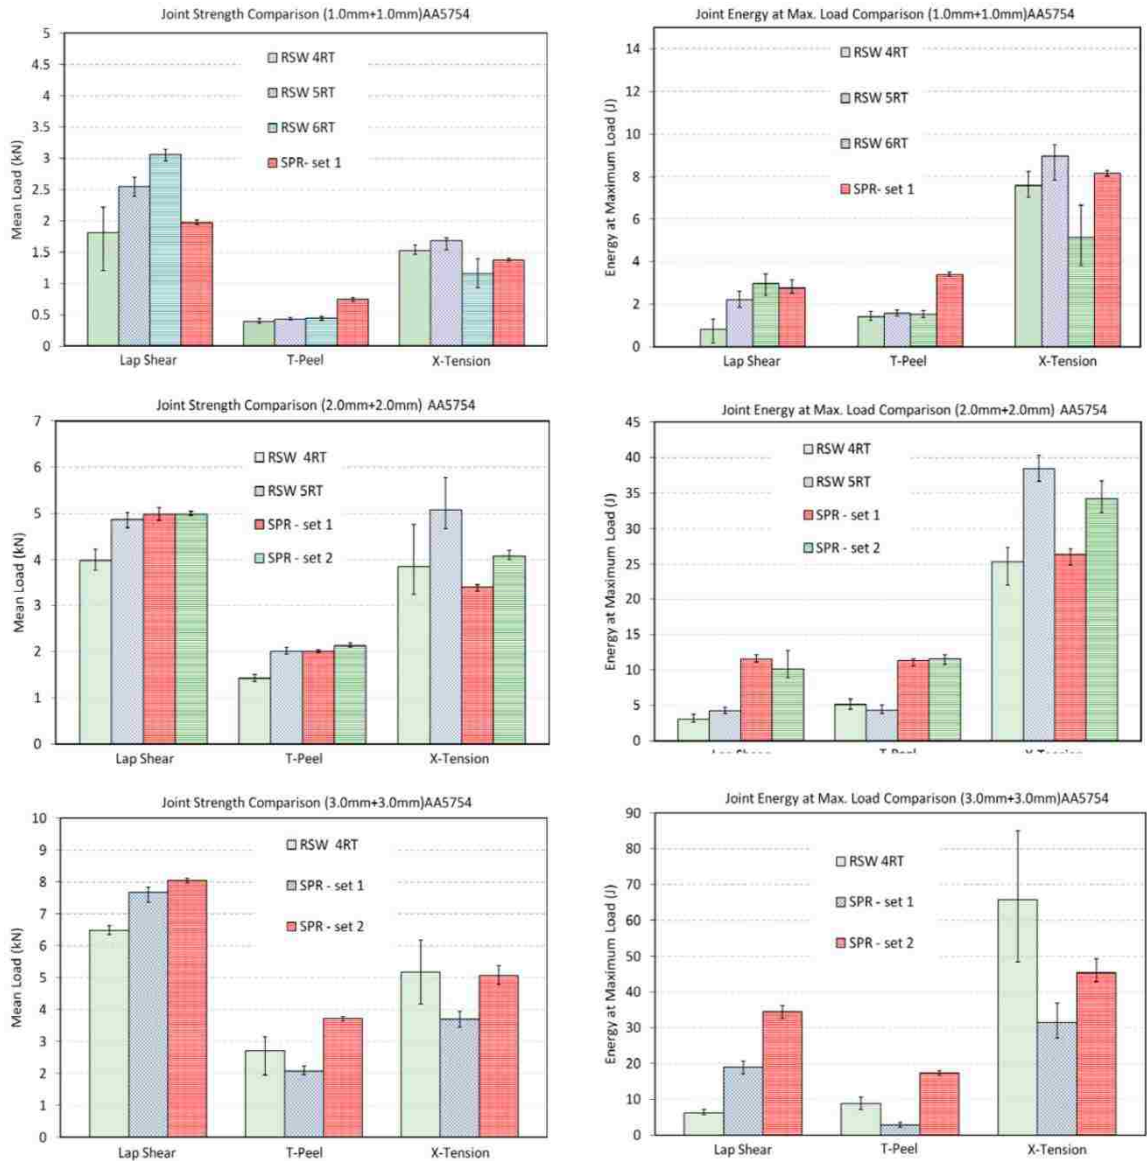 Joint Strength Comparison (1.0mm+1.0mm)AA5754
5
4.5
4
3.5
3
2.5
2
1.5
1
0.5
0
Mean Load (kN)
RSW 4RT
RSW 5RT
RSW 6RT
SPR- set 1
Lap Shear
T-Peel
X-Tension
Joint Energy at Max. Load Comparison (1.0mm+1.0mm)AA5754
14
12
10
8
6
4
2
0
Energy at Maximum Load (J)
RSW 4RT
RSW 5RT
RSW 6RT
SPR- set 1
Lap Shear
T-Peel
X-Tension
Joint Strength Comparison (2.0mm+2.0mm) AA5754
7
6
5
4
3
2
1
0
Mean Load (kN)
RSW 4RT
RSW 5RT
SPR - set 1
SPR - set 2
Lap Shear
T-Peel
X-Tension
Joint Energy at Max. Load Comparison (2.0mm+2.0mm) AA5754
45
40
35
30
25
20
15
10
5
0
Energy at Maximum Load (J)
RSW 4RT
RSW 5RT
SPR - set 1
SPR - set 2
Lap Shear
T-Peel
X-Tension
Joint Strength Comparison (3.0mm+3.0mm)AA5754
10
9
8
7
6
5
4
3
2
1
0
Mean Load (kN)
RSW 4RT
SPR - set 1
SPR - set 2
Lap Shear
T-Peel
X-Tension
Joint Energy at Max. Load Comparison (3.0mm+3.0mm)AA5754
90
80
70
60
50
40
30
20
10
0
Energy at Maximum Load (J)
RSW 4RT
SPR - set 1
SPR - set 2
Lap Shear
T-Peel
X-Tension